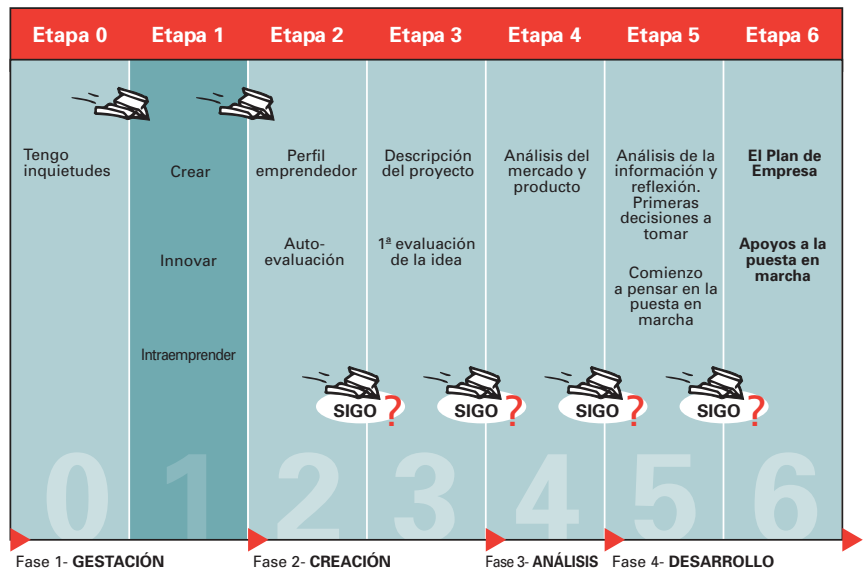 Etapa 0
Etapa 1
Etapa 2
Etapa 3
Etapa 4
Etapa 5
Etapa 6
Tengo
inquietudes
Crear
Innovar
Intraemprender
Perfil
emprendedor
Auto-
evaluación
Descripción
del proyecto
1ª evaluación
de la idea
Análisis del
mercado y
producto
Análisis de la
información y
reflexión.
Primeras
decisiones a
tomar
Comienzo
a pensar en la
puesta en
marcha
El Plan de
Empresa
Apoyos a la
puesta en
marcha
SIGO ?
SIGO ?
SIGO ?
SIGO ?
0
1
2
3
4
5
6
Fase 1- GESTACIÓN
Fase 2- CREACIÓN
Fase 3- ANÁLISIS
Fase 4- DESARROLLO